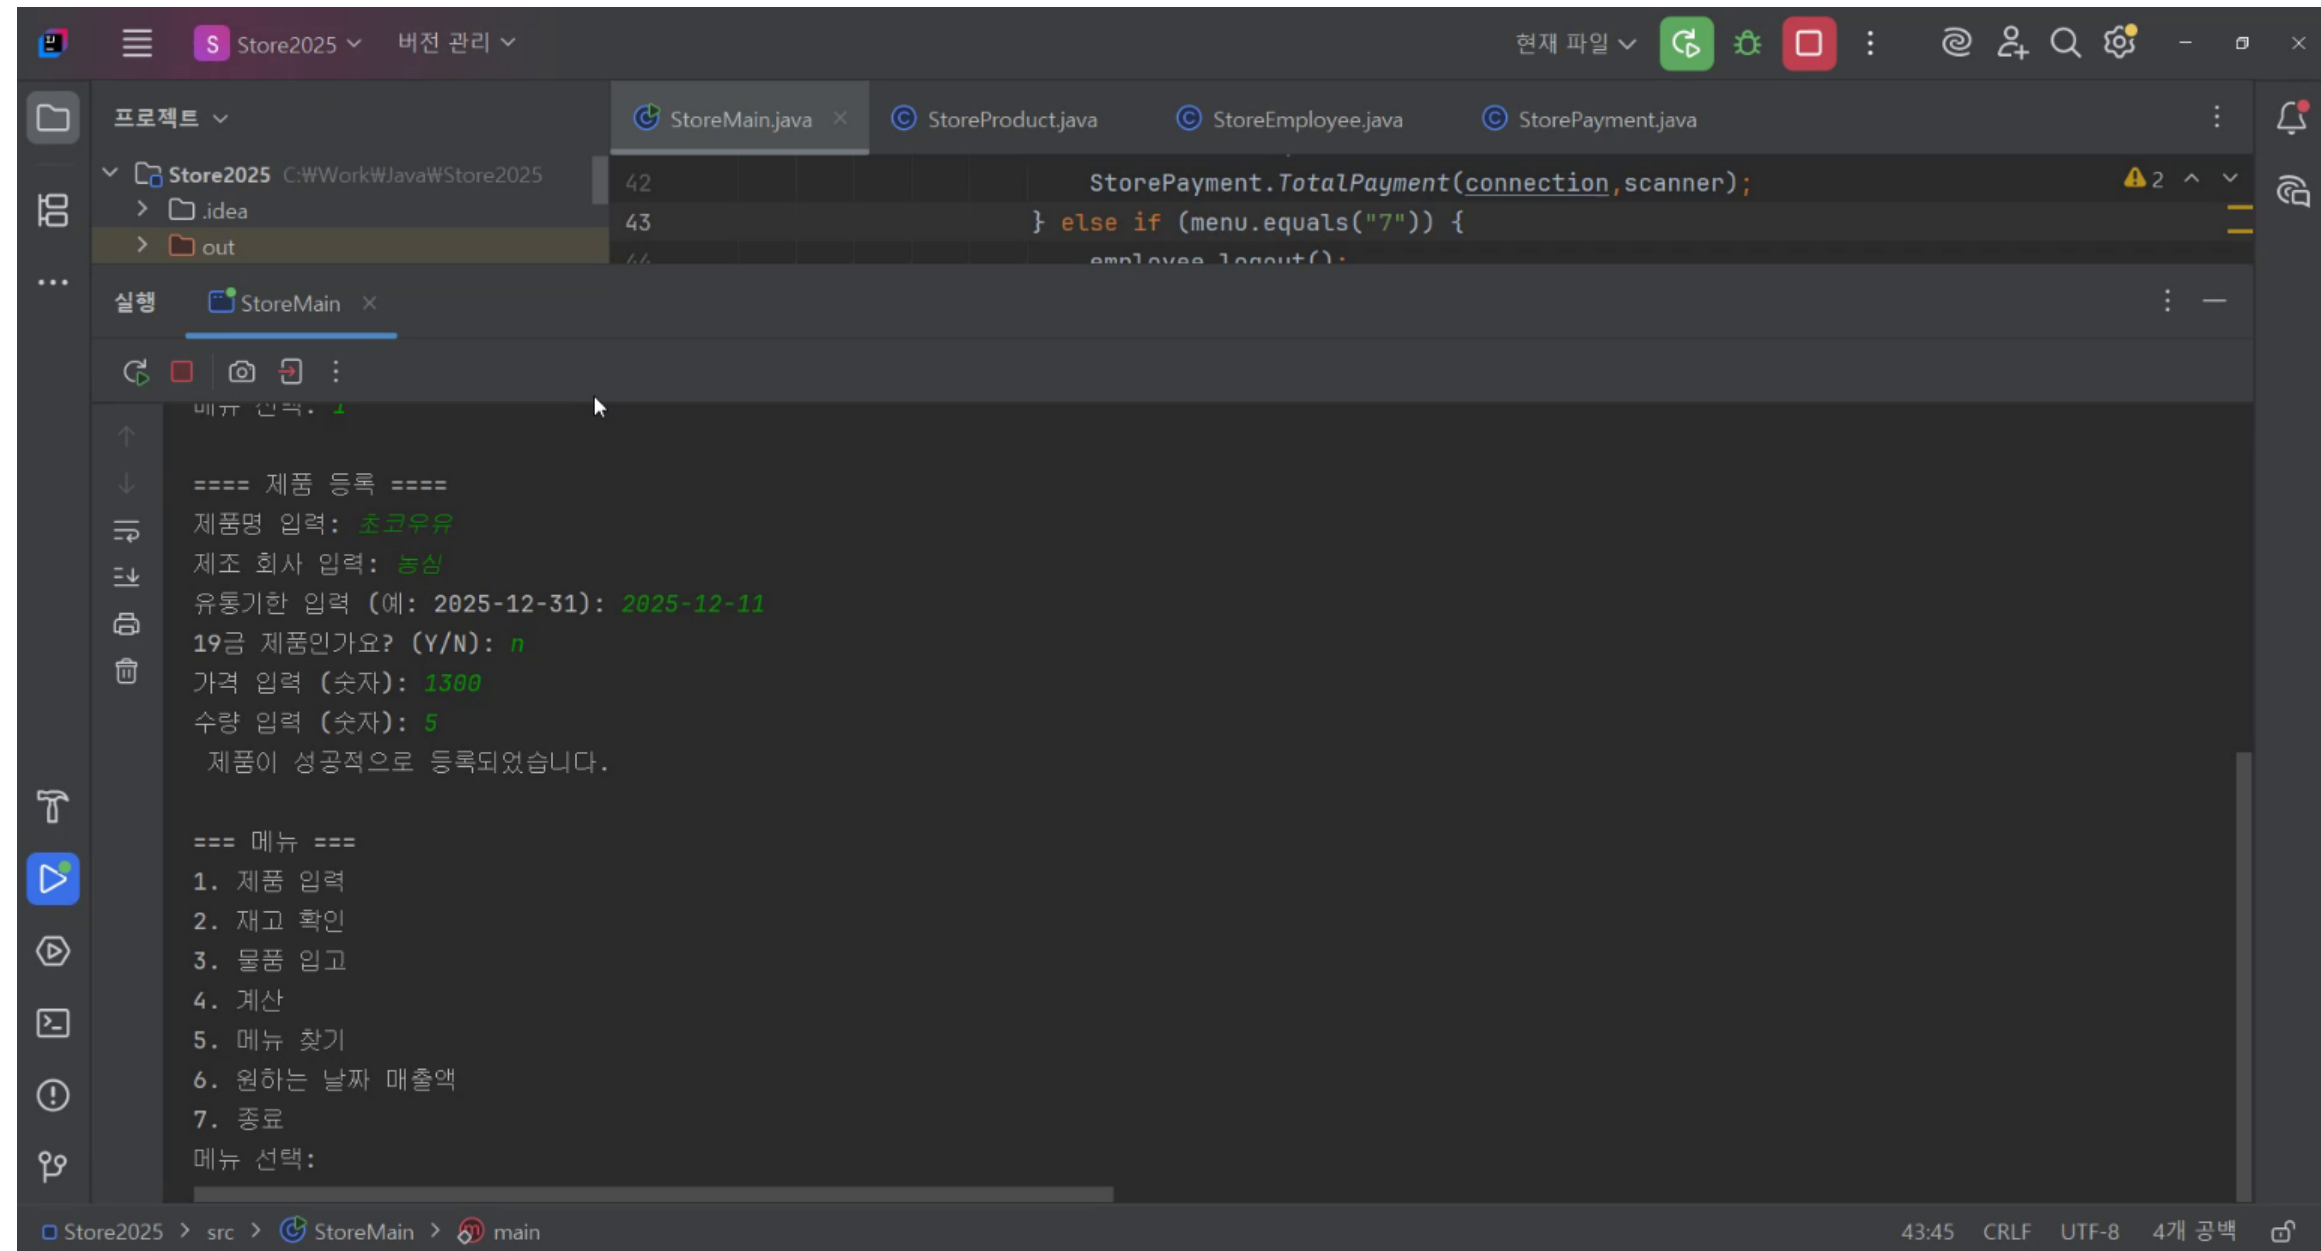 S Store2025 버전 관리 현재 파일
프로젝트
StoreMain.java StoreProduct.java StoreEmployee.java StorePayment.java
Store2025 C:₩Work₩Java₩Store2025
.idea
out
42 StorePayment.TotalPayment(connection,scanner);
43 } else if (menu.equals("7")) {
44 employee.logout();
2
실행 StoreMain
메뉴 선택: 1
==== 제품 등록 ====
제품명 입력: 초코우유
제조 회사 입력: 농심
유통기한 입력 (예: 2025-12-31): 2025-12-11
19금 제품인가요? (Y/N): n
가격 입력 (숫자): 1300
수량 입력 (숫자): 5
제품이 성공적으로 등록되었습니다.
=== 메뉴 ===
1. 제품 입력
2. 재고 확인
3. 물품 입고
4. 계산
5. 메뉴 찾기
6. 원하는 날짜 매출액
7. 종료
메뉴 선택:
Store2025 > src > StoreMain > main
43:45 CRLF UTF-8 4개 공백